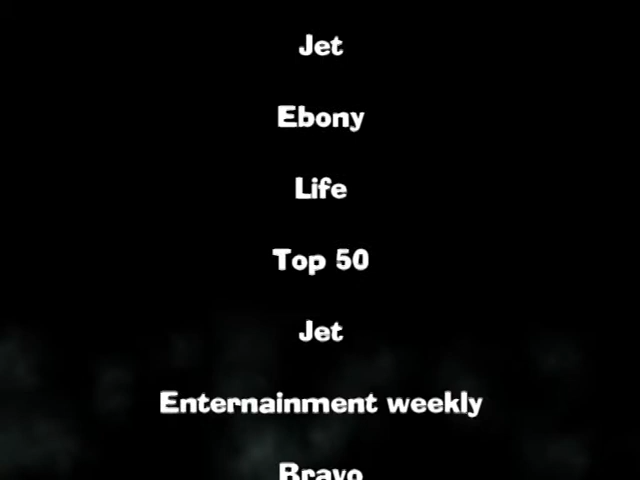 Jet
Ebony
Life
Top 50
Jet
Enternainment weekly
Bravo